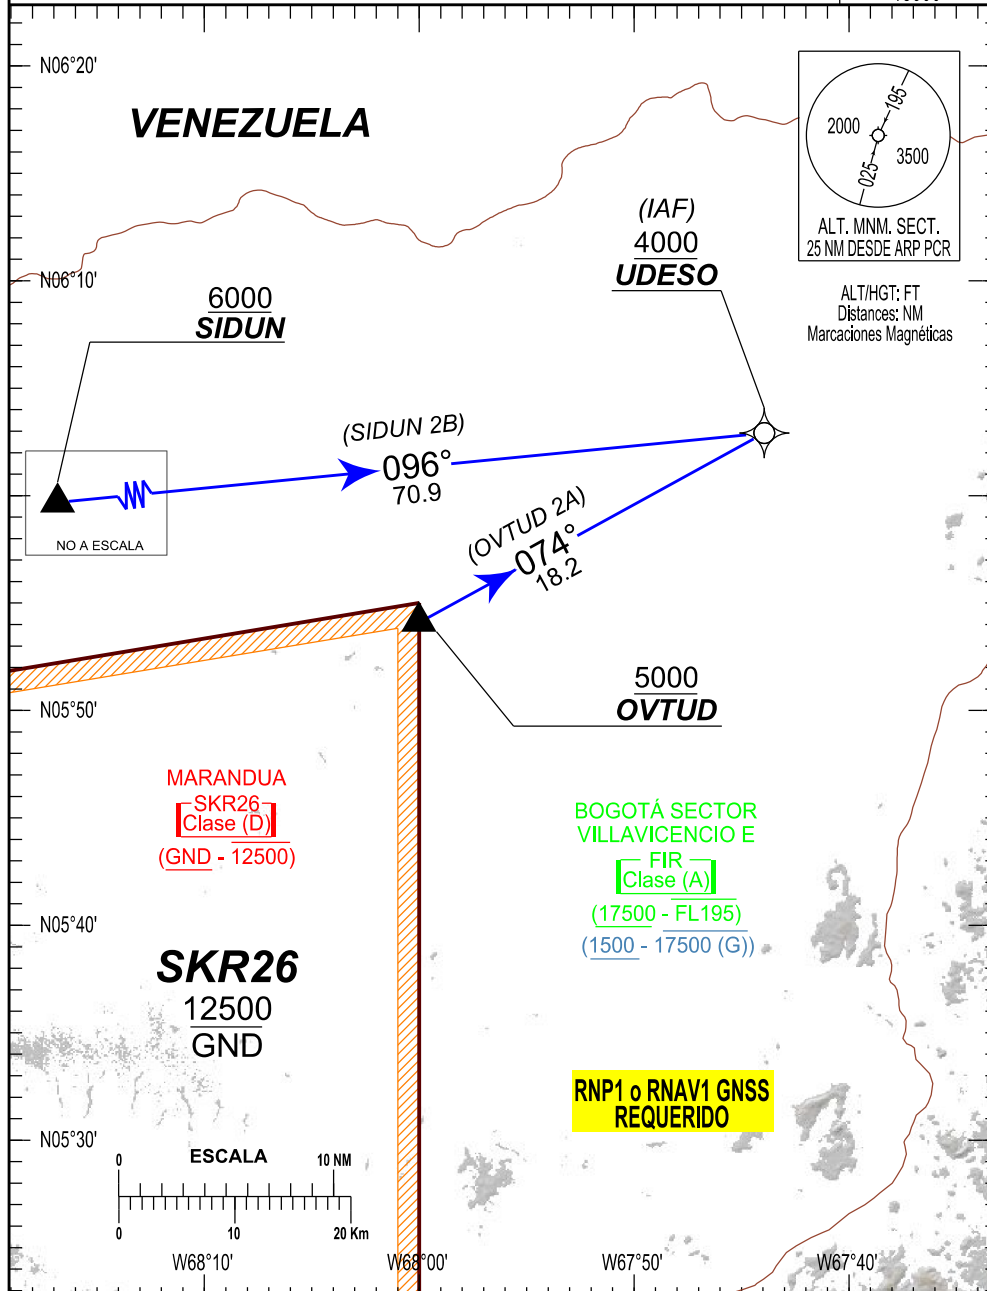 N06°20'
VENEZUELA
195
2000
3500
025
ALT. MNM. SECT.
25 NM DESDE ARP PCR
(IAF)
4000
UDESO
N06°10'
6000
SIDUN
ALT/HGT: FT
Distances: NM
Marcaciones Magnéticas
(SIDUN 2B)
096°
70.9
(OVTUD 2A)
074°
18.2
NO A ESCALA
5000
OVTUD
N05°50'
MARANDUA
SKR26
Clase (D)
(GND - 12500)
BOGOTÁ SECTOR
VILLAVICENCIO E
FIR
Clase (A)
(17500 - FL195)
(1500 - 17500 (G))
N05°40'
SKR26
12500
GND
RNP1 o RNAV1 GNSS
REQUERIDO
N05°30'
ESCALA
0 10 NM
0 10 20 Km
W68°10' W68°00' W67°50' W67°40'